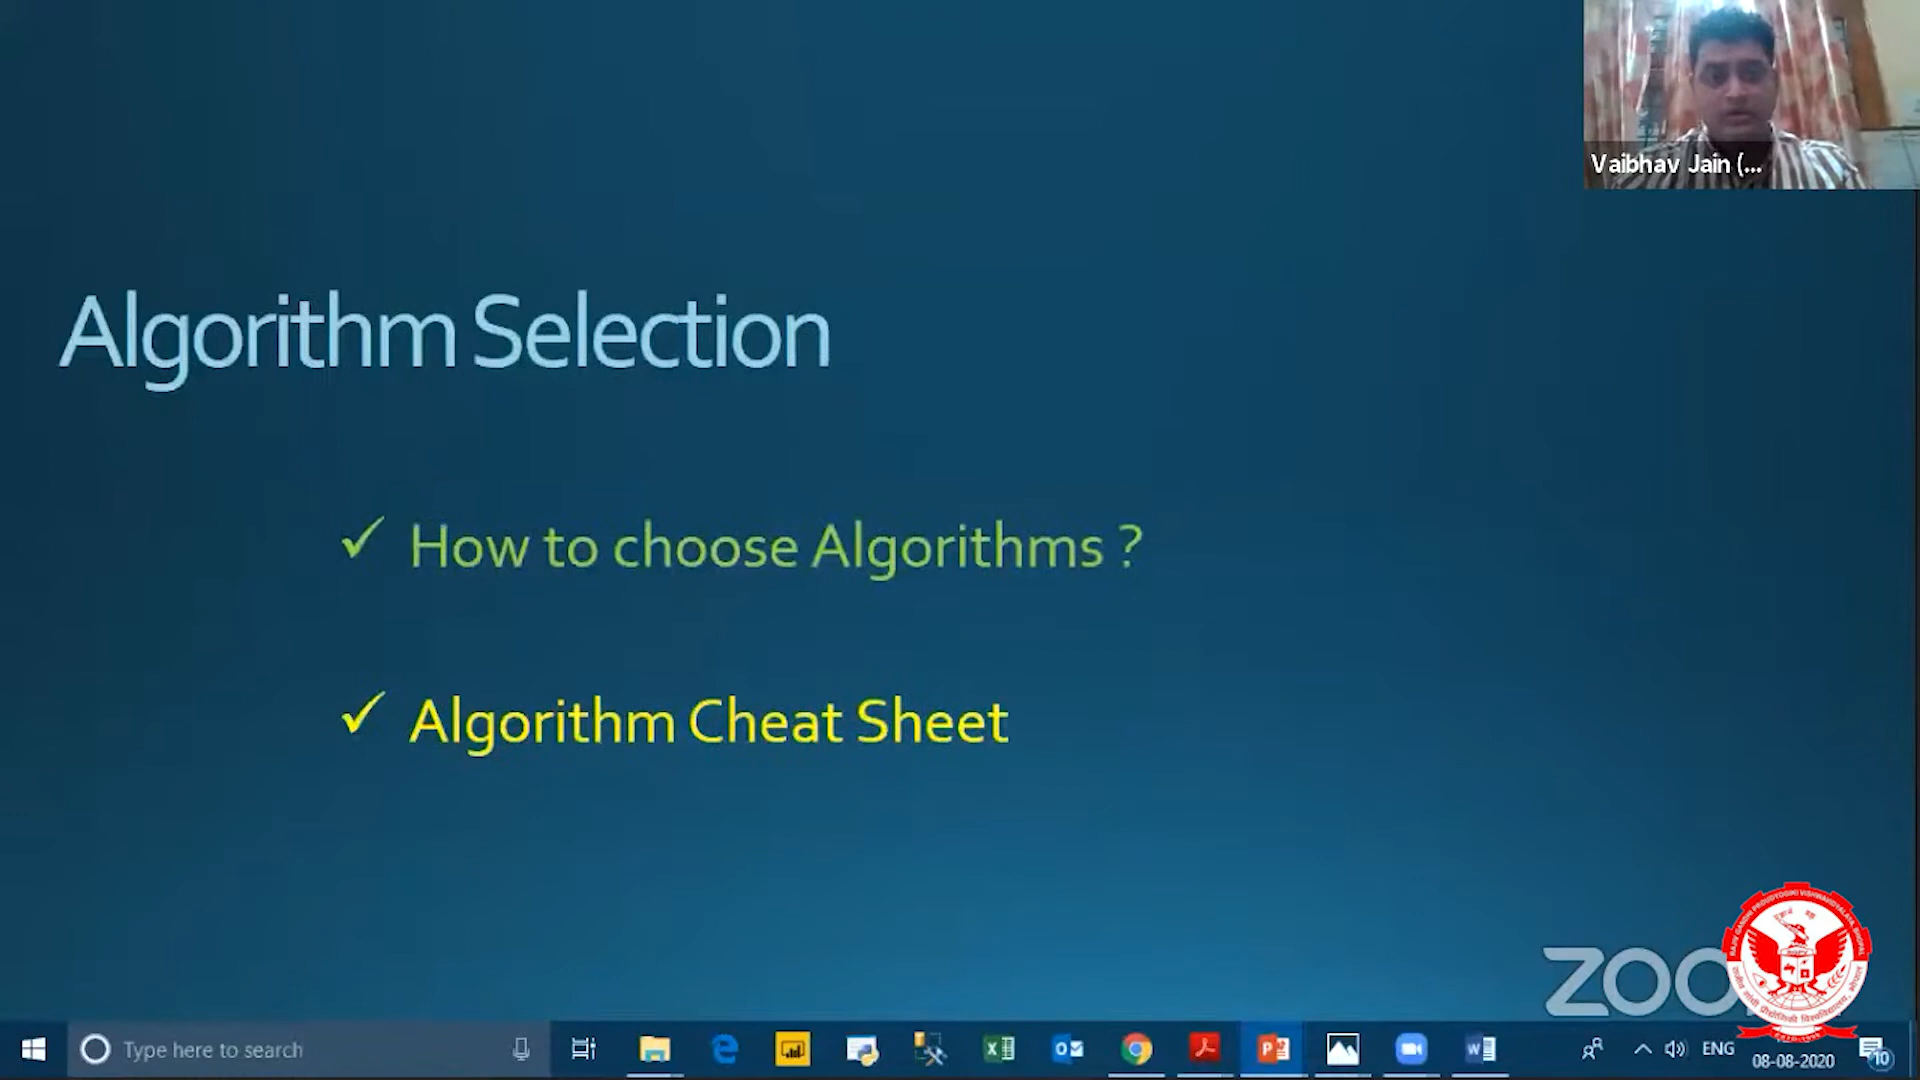 Vaibhav Jain (...
Algorithm Selection
✓ How to choose Algorithms ?
✓ Algorithm Cheat Sheet
ZOO
Type here to search
ENG
08-08-2020
10